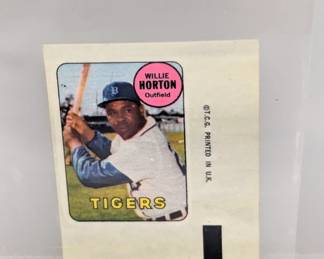 WILLIE
HORTON
Outfield
TIGERS
©T.C.G. PRINTED IN U.K.